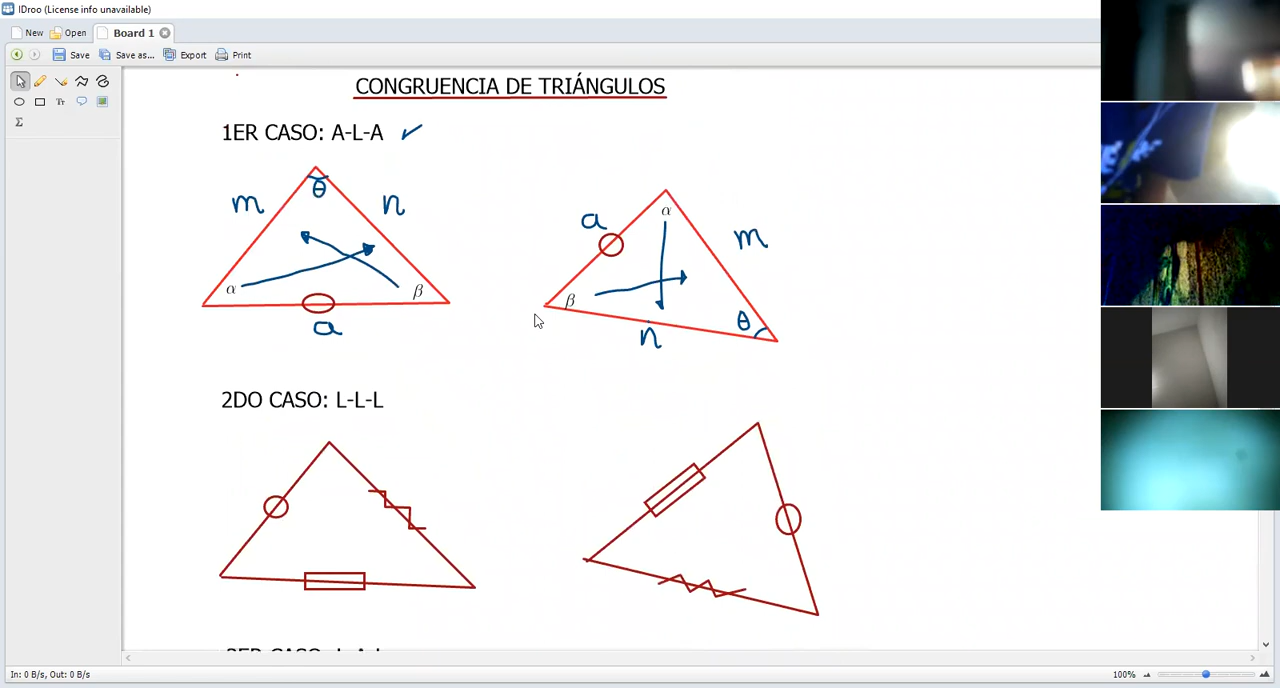 IDroo (License info unavailable)
New Open Board 1
Save Save as... Export Print
Tr
Σ
CONGRUENCIA DE TRIÁNGULOS
1ER CASO: A-L-A
m θ n
α β
a
a α m
β θ
n
2DO CASO: L-L-L
In: 0 B/s, Out: 0 B/s
100%